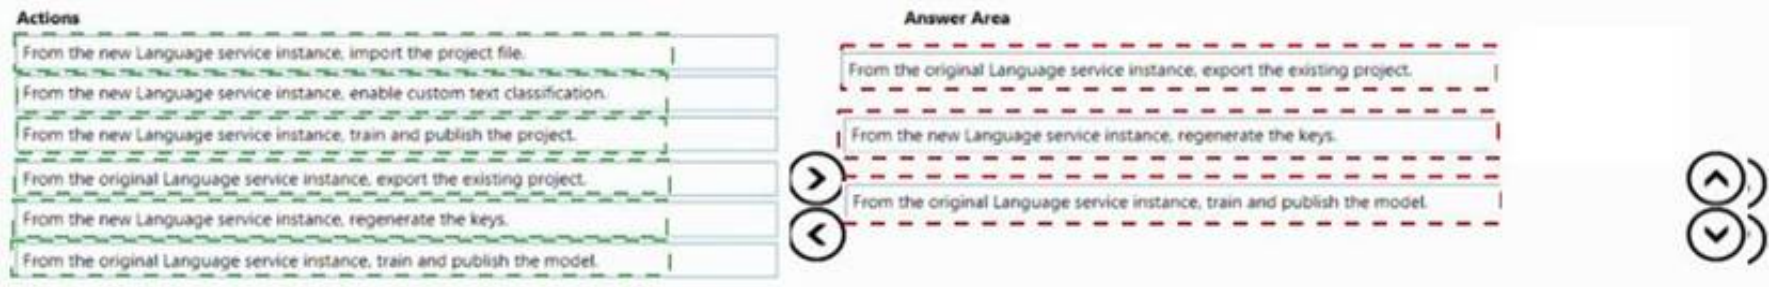 Actions
From the new Language service instance, import the project file.
From the new Language service instance, enable custom text classification.
From the new Language service instance, train and publish the project.
From the original Language service instance, export the existing project.
From the new Language service instance, regenerate the keys.
From the original Language service instance, train and publish the model.
Answer Area
From the original Language service instance, export the existing project.
From the new Language service instance, regenerate the keys.
From the original Language service instance, train and publish the model.